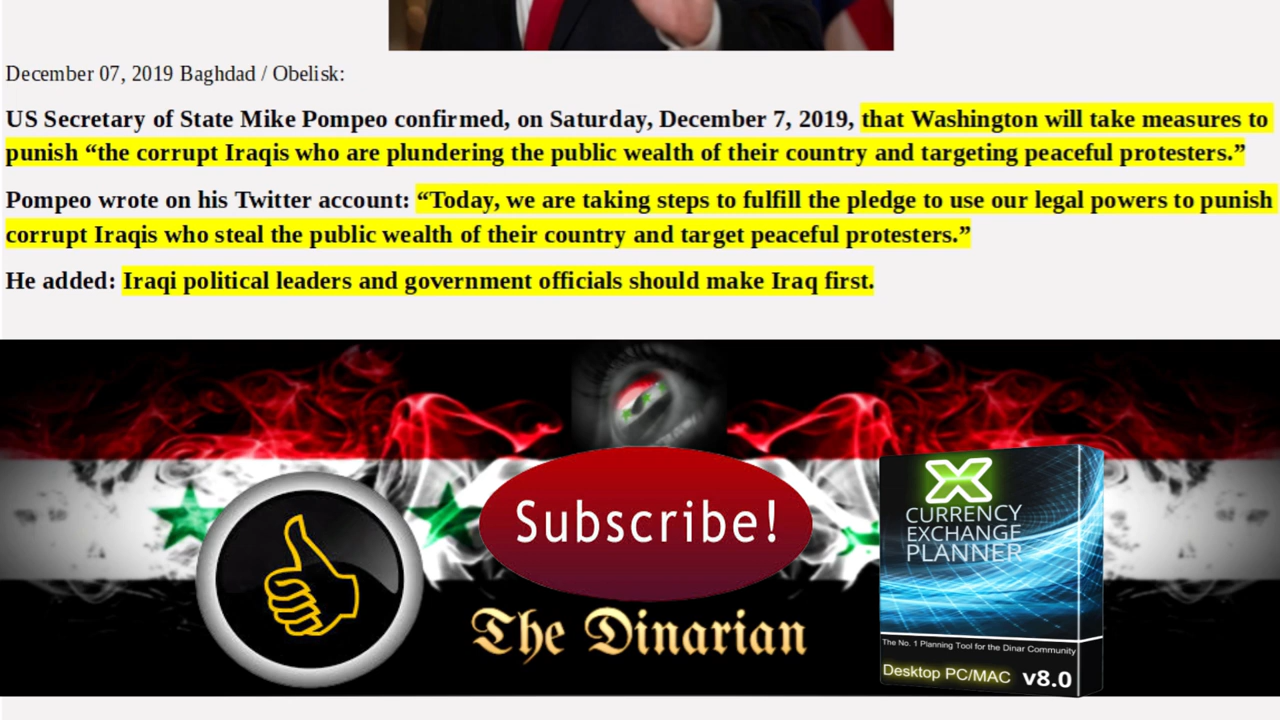 December 07, 2019 Baghdad / Obelisk:
US Secretary of State Mike Pompeo confirmed, on Saturday, December 7, 2019, that Washington will take measures to
punish “the corrupt Iraqis who are plundering the public wealth of their country and targeting peaceful protesters.”
Pompeo wrote on his Twitter account: “Today, we are taking steps to fulfill the pledge to use our legal powers to punish
corrupt Iraqis who steal the public wealth of their country and target peaceful protesters.”
He added: Iraqi political leaders and government officials should make Iraq first.
Subscribe!
The Dinarian
X
CURRENCY
EXCHANGE
PLANNER
The No. 1 Planning Tool for the Dinar Community
Desktop PC/MAC v8.0